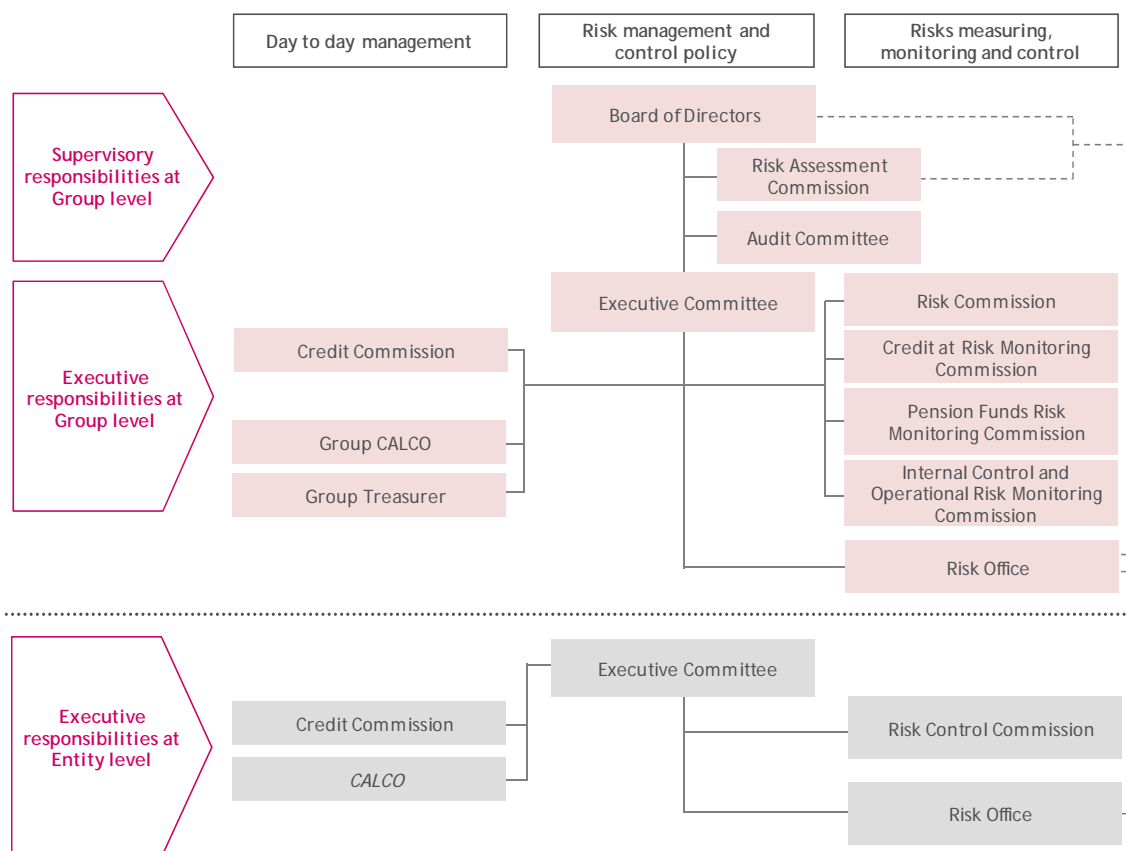 Day to day management
Risk management and
control policy
Risks measuring,
monitoring and control
Supervisory
responsibilities at
Group level
Board of Directors
Risk Assessment
Commission
Audit Committee
Executive
responsibilities at
Group level
Executive Committee
Credit Commission
Group CALCO
Group Treasurer
Risk Commission
Credit at Risk Monitoring
Commission
Pension Funds Risk
Monitoring Commission
Internal Control and
Operational Risk Monitoring
Commission
Risk Office
Executive
responsibilities at
Entity level
Executive Committee
Credit Commission
CALCO
Risk Control Commission
Risk Office